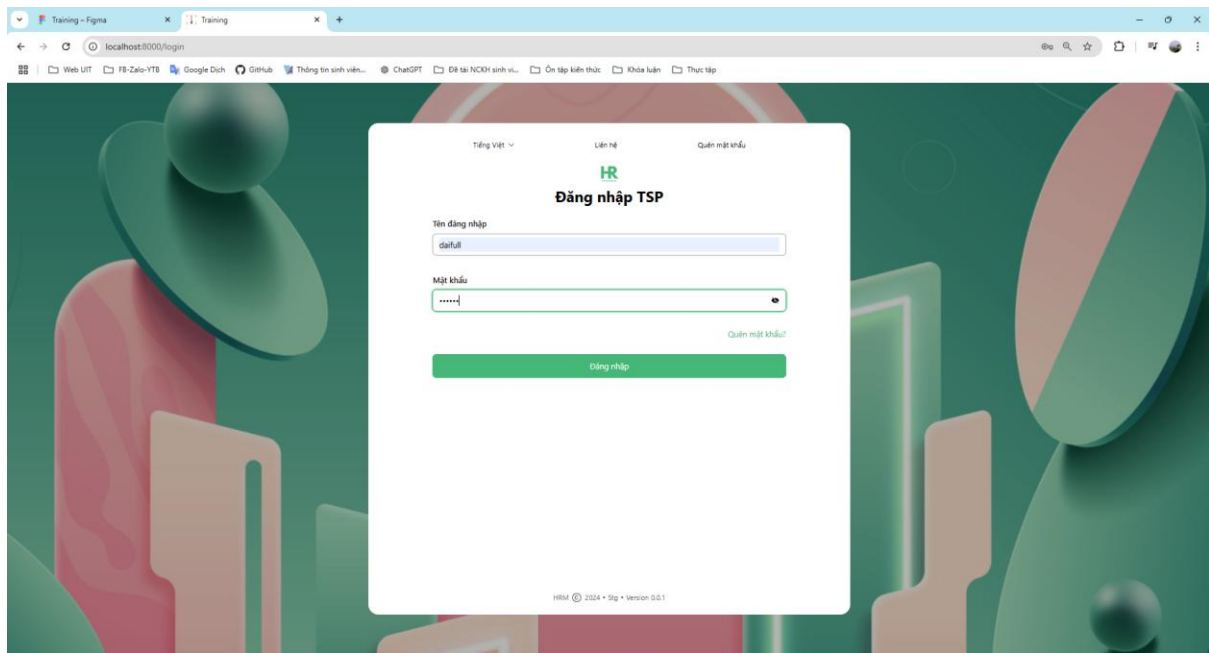 Training – Figma
Training
localhost:8000/login
Web UIT
FB-Zalo-YTB
Google Dịch
GitHub
Thông tin sinh viên...
ChatGPT
Đề tài NCKH sinh vi...
Ôn tập kiến thức
Khóa luận
Thực tập
Tiếng Việt
Liên hệ
Quên mật khẩu
HR
Đăng nhập TSP
Tên đăng nhập
daifull
Mật khẩu
••••••
Quên mật khẩu?
Đăng nhập
HRM © 2024 • Stg • Version 0.0.1